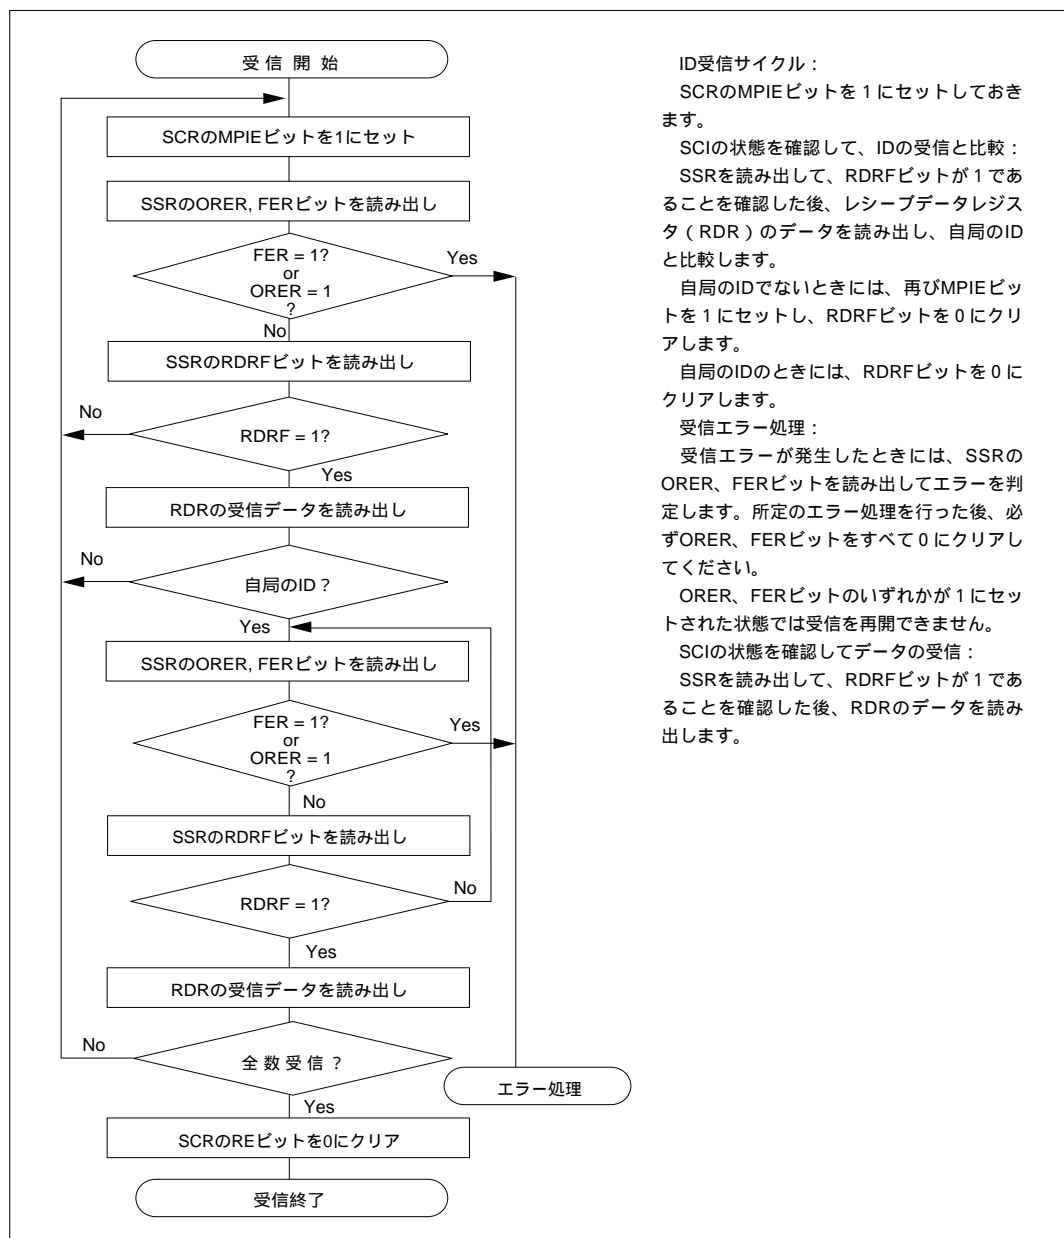 受信開始
SCRのMPIEビットを1にセット
SSRのORER, FERビットを読み出し
FER = 1?
or
ORER = 1
?
Yes
No
SSRのRDRFビットを読み出し
No
RDRF = 1?
Yes
RDRの受信データを読み出し
No
自局のID？
Yes
SSRのORER, FERビットを読み出し
FER = 1?
or
ORER = 1
?
Yes
No
SSRのRDRFビットを読み出し
RDRF = 1?
No
Yes
RDRの受信データを読み出し
No
全数受信？
エラー処理
Yes
SCRのREビットを0にクリア
受信終了
ID受信サイクル：
SCRのMPIEビットを１にセットしておき
ます。
SCIの状態を確認して、IDの受信と比較：
SSRを読み出して、RDRFビットが１であ
ることを確認した後、レシーブデータレジス
タ（RDR）のデータを読み出し、自局のID
と比較します。
自局のIDでないときには、再びMPIEビッ
トを１にセットし、RDRFビットを０にクリ
アします。
自局のIDのときには、RDRFビットを０に
クリアします。
受信エラー処理：
受信エラーが発生したときには、SSRの
ORER、FERビットを読み出してエラーを判
定します。所定のエラー処理を行った後、必
ずORER、FERビットをすべて０にクリアし
てください。
ORER、FERビットのいずれかが１にセッ
トされた状態では受信を再開できません。
SCIの状態を確認してデータの受信：
SSRを読み出して、RDRFビットが１であ
ることを確認した後、RDRのデータを読み
出します。